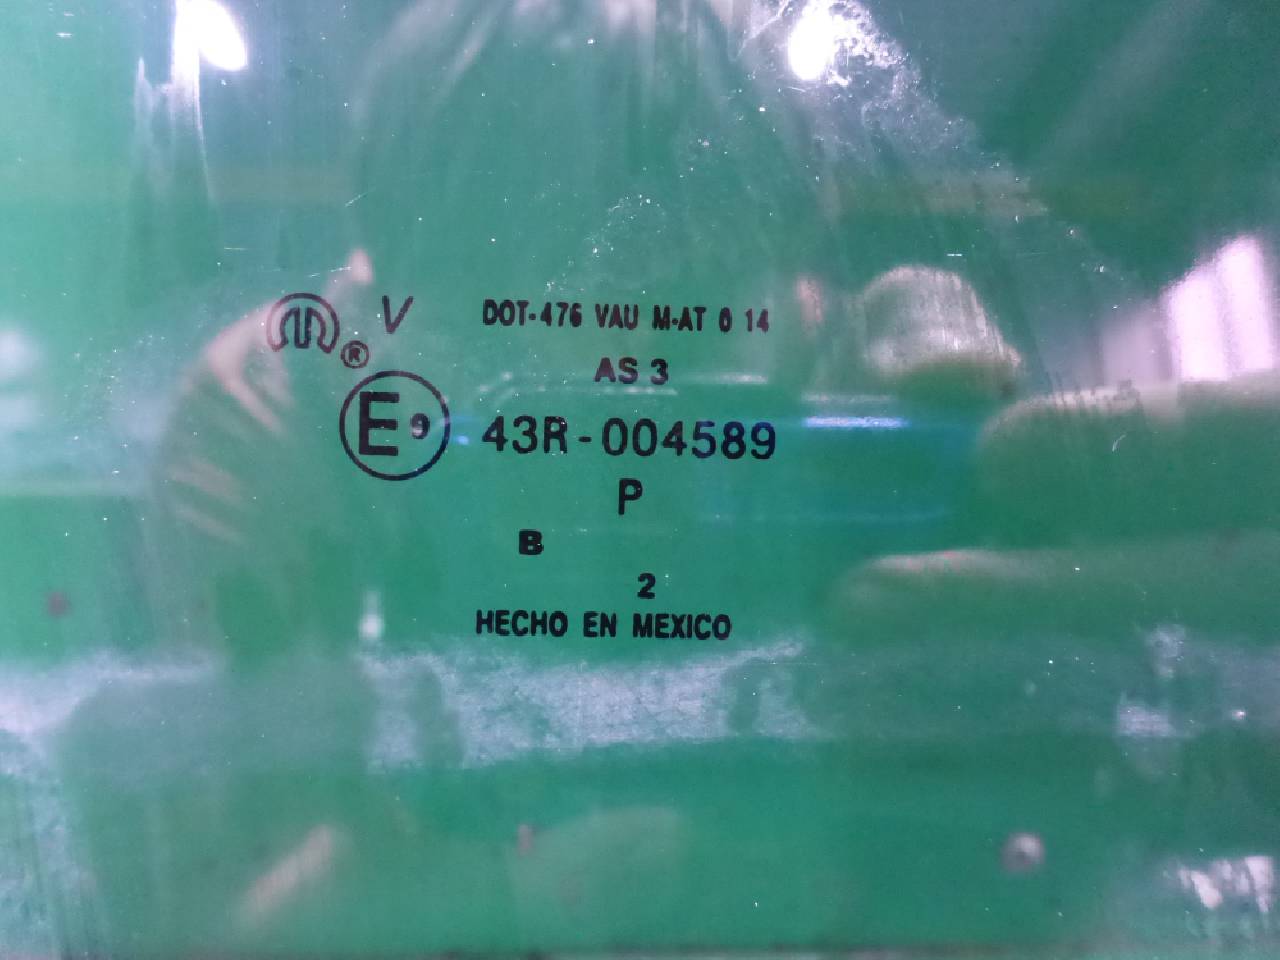 m® V DOT-476 VAU M-AT 0 14
AS 3
E9 43R-004589
P
B
2
HECHO EN MEXICO